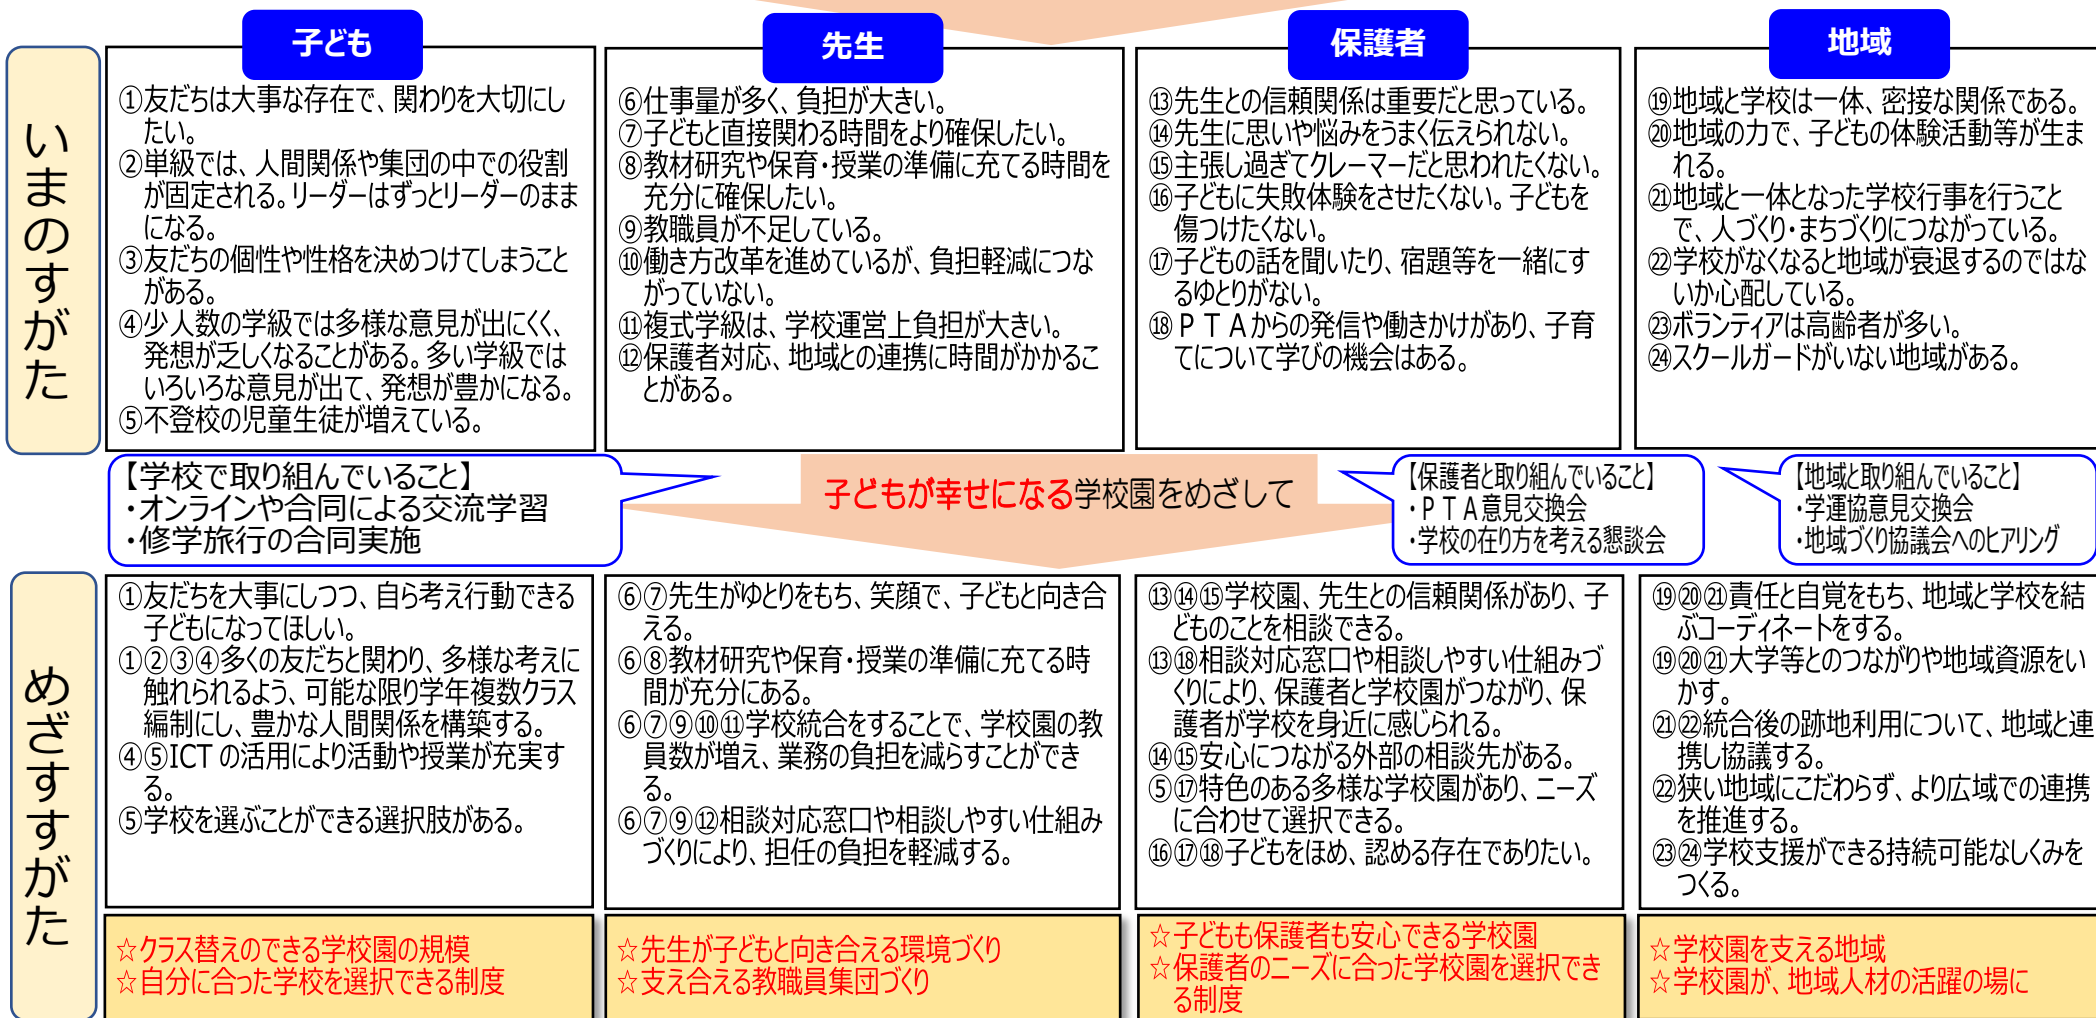 子ども
先生
保護者
地域
いまのすがた
①友だちは大事な存在で、関わりを大切にし
たい。
②単級では、人間関係や集団の中での役割
が固定される。リーダーはずっとリーダーのまま
になる。
③友だちの個性や性格を決めつけてしまうこと
がある。
④少人数の学級では多様な意見が出にくく、
発想が乏しくなることがある。多い学級では
いろいろな意見が出て、発想が豊かになる。
⑤不登校の児童生徒が増えている。
⑥仕事量が多く、負担が大きい。
⑦子どもと直接関わる時間をより確保したい。
⑧教材研究や保育・授業の準備に充てる時間を
充分に確保したい。
⑨教職員が不足している。
⑩働き方改革を進めているが、負担軽減につな
がっていない。
⑪複式学級は、学校運営上負担が大きい。
⑫保護者対応、地域との連携に時間がかかるこ
とがある。
⑬先生との信頼関係は重要だと思っている。
⑭先生に思いや悩みをうまく伝えられない。
⑮主張し過ぎてクレーマーだと思われたくない。
⑯子どもに失敗体験をさせたくない。子どもを
傷つけたくない。
⑰子どもの話を聞いたり、宿題等を一緒にす
るゆとりがない。
⑱ＰＴＡからの発信や働きかけがあり、子育
てについて学びの機会はある。
⑲地域と学校は一体、密接な関係である。
⑳地域の力で、子どもの体験活動等が生ま
れる。
㉑地域と一体となった学校行事を行うこと
で、人づくり・まちづくりにつながっている。
㉒学校がなくなると地域が衰退するのではな
いか心配している。
㉓ボランティアは高齢者が多い。
㉔スクールガードがいない地域がある。
【学校で取り組んでいること】
・オンラインや合同による交流学習
・修学旅行の合同実施
子どもが幸せになる学校園をめざして
【保護者と取り組んでいること】
・ＰＴＡ意見交換会
・学校の在り方を考える懇談会
【地域と取り組んでいること】
・学運協意見交換会
・地域づくり協議会へのヒアリング
めざすすがた
①友だちを大事にしつつ、自ら考え行動できる
子どもになってほしい。
①②③④多くの友だちと関わり、多様な考えに
触れられるよう、可能な限り学年複数クラス
編制にし、豊かな人間関係を構築する。
④⑤ICT の活用により活動や授業が充実す
る。
⑤学校を選ぶことができる選択肢がある。
⑥⑦先生がゆとりをもち、笑顔で、子どもと向き合
える。
⑥⑧教材研究や保育・授業の準備に充てる時
間が充分にある。
⑥⑦⑨⑩⑪学校統合をすることで、学校園の教
員数が増え、業務の負担を減らすことができ
る。
⑥⑦⑨⑫相談対応窓口や相談しやすい仕組み
づくりにより、担任の負担を軽減する。
⑬⑭⑮学校園、先生との信頼関係があり、子
どものことを相談できる。
⑬⑱相談対応窓口や相談しやすい仕組みづ
くりにより、保護者と学校園がつながり、保
護者が学校を身近に感じられる。
⑭⑮安心につながる外部の相談先がある。
⑤⑰特色のある多様な学校園があり、ニーズ
に合わせて選択できる。
⑯⑰⑱子どもをほめ、認める存在でありたい。
⑲⑳㉑責任と自覚をもち、地域と学校を結
ぶコーディネートをする。
⑲⑳㉑大学等とのつながりや地域資源をい
かす。
㉑㉒統合後の跡地利用について、地域と連
携し協議する。
㉒狭い地域にこだわらず、より広域での連携
を推進する。
㉓㉔学校支援ができる持続可能なしくみを
つくる。
☆クラス替えのできる学校園の規模
☆自分に合った学校を選択できる制度
☆先生が子どもと向き合える環境づくり
☆支え合える教職員集団づくり
☆子どもも保護者も安心できる学校園
☆保護者のニーズに合った学校園を選択でき
る制度
☆学校園を支える地域
☆学校園が、地域人材の活躍の場に